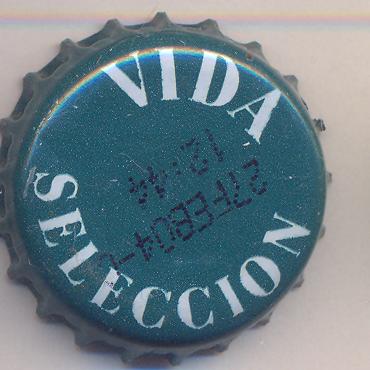 VIDA
SELECCION
12:44
27FEB04-